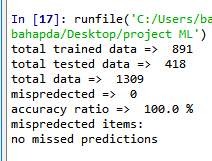 In [17]: runfile('C:/Users/ba
bahapda/Desktop/project ML')
total trained data => 891
total tested data => 418
total data => 1309
mispredected => 0
accuracy ratio => 100.0 %
mispredected items:
no missed predictions